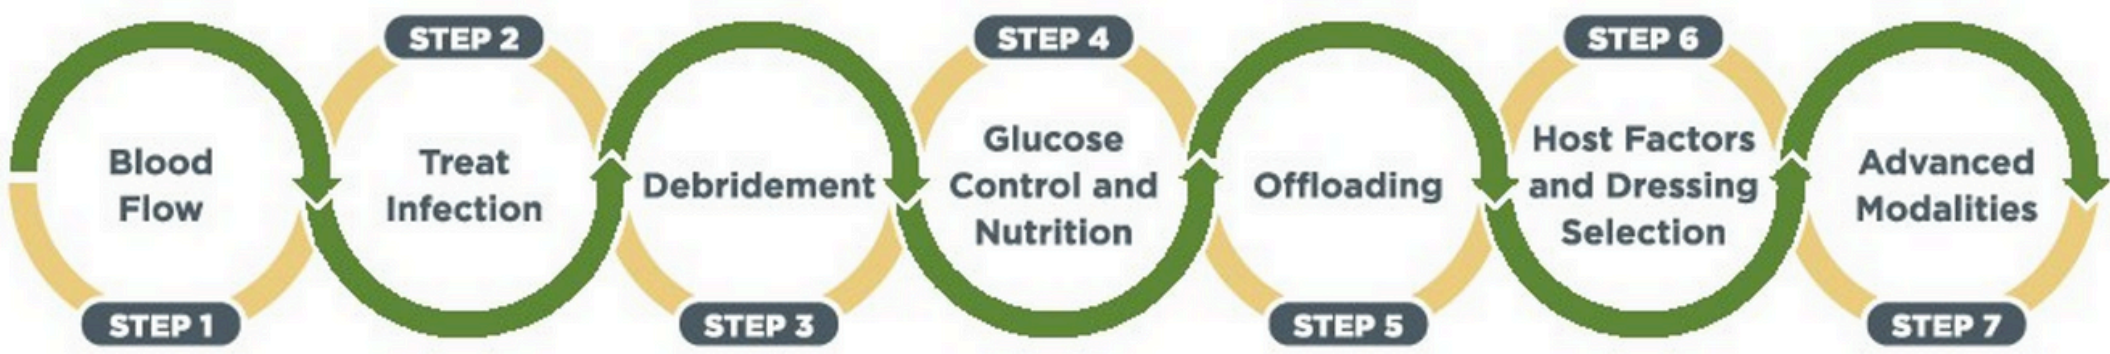 Blood
Flow
STEP 1
STEP 2
Treat
Infection
Debridement
STEP 3
STEP 4
Glucose
Control and
Nutrition
Offloading
STEP 5
STEP 6
Host Factors
and Dressing
Selection
Advanced
Modalities
STEP 7